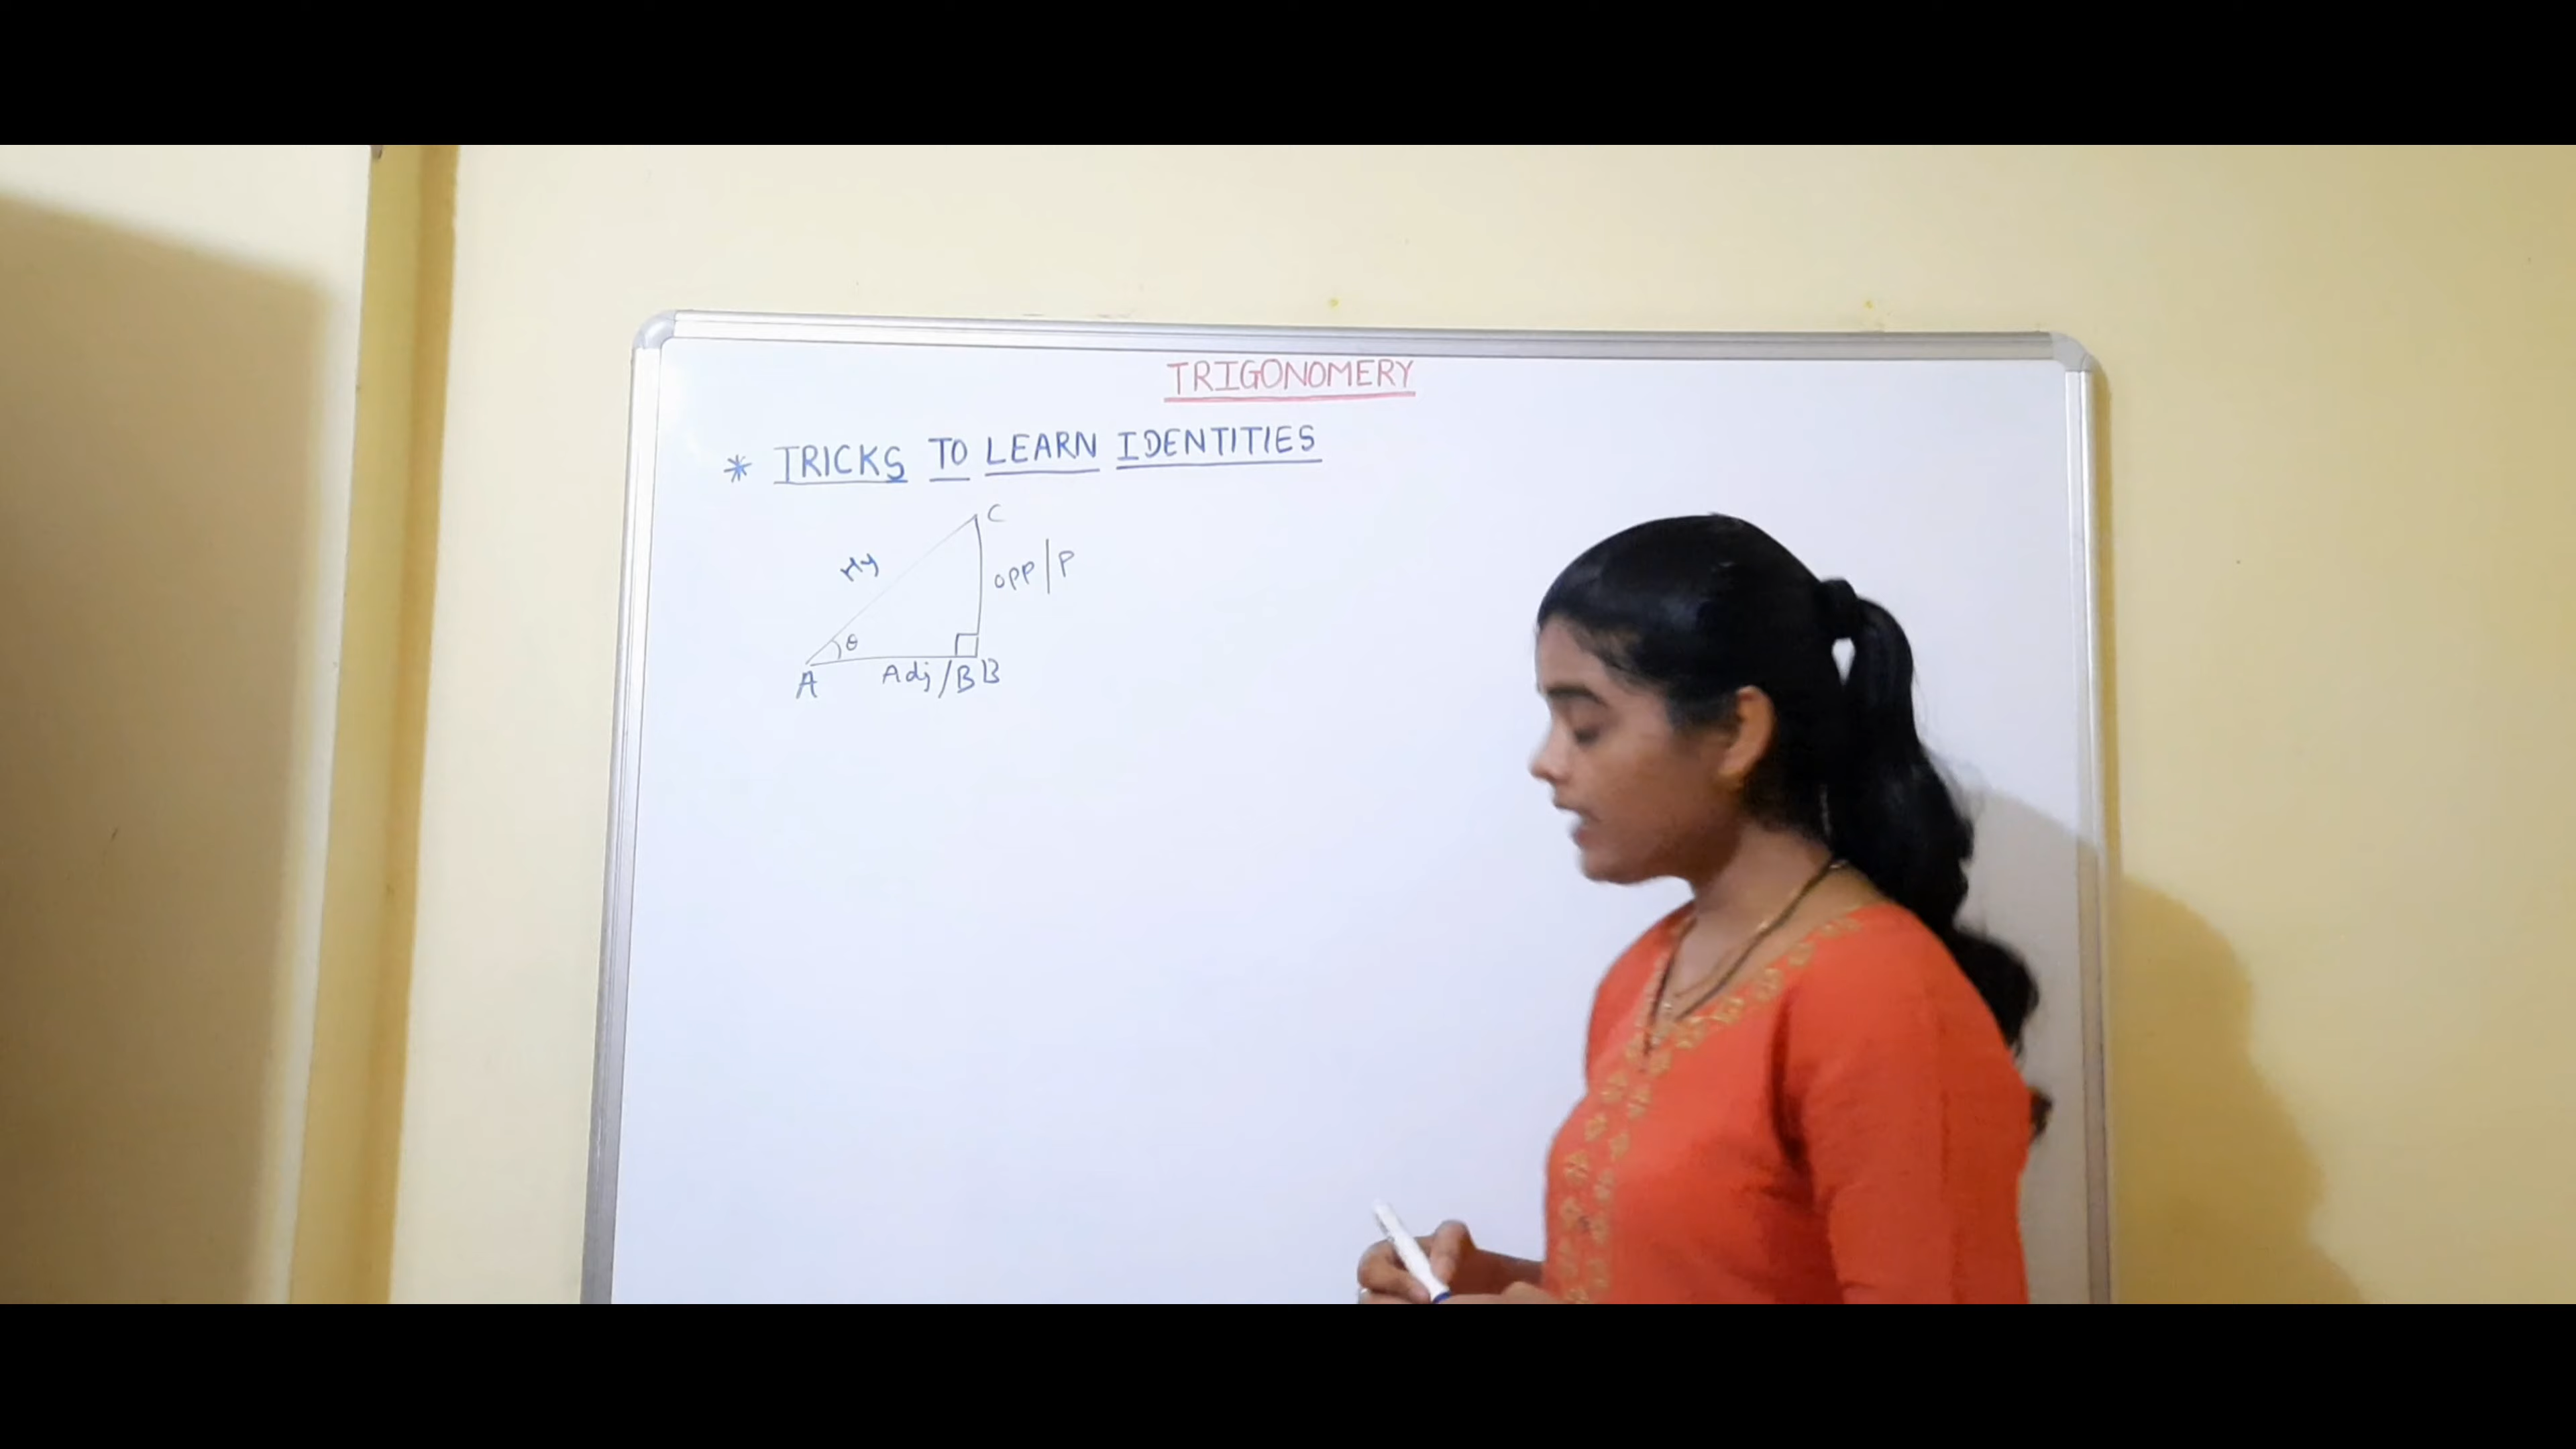 TRIGONOMERY
* TRICKS TO LEARN IDENTITIES
C
Hy
OPP | P
θ
A
Adj / B
B